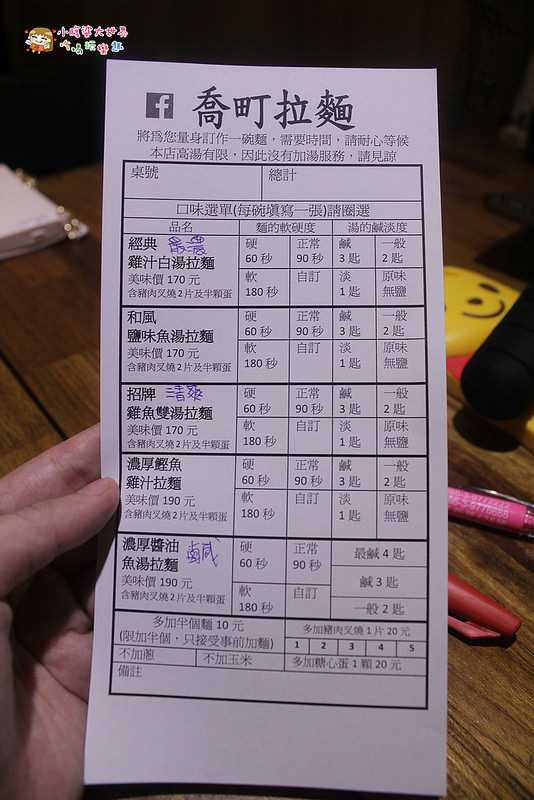 小腹婆大世界
吃喝玩樂趣
f 喬町拉麵
將為您量身訂作一碗麵，需要時間，請耐心等候
本店高湯有限，因此沒有加湯服務，請見諒
桌號 總計
口味選單(每碗填寫一張)請圈選
品名 麵的軟硬度 湯的鹹淡度
經典 最濃
雞汁白湯拉麵
美味價 170 元
含豬肉叉燒 2 片及半顆蛋
硬 正常 鹹 一般
60 秒 90 秒 3 匙 2 匙
軟 自訂 淡 原味
180 秒 1 匙 無鹽
和風
鹽味魚湯拉麵
美味價 170 元
含豬肉叉燒 2 片及半顆蛋
硬 正常 鹹 一般
60 秒 90 秒 3 匙 2 匙
軟 自訂 淡 原味
180 秒 1 匙 無鹽
招牌 清爽
雞魚雙湯拉麵
美味價 170 元
含豬肉叉燒 2 片及半顆蛋
硬 正常 鹹 一般
60 秒 90 秒 3 匙 2 匙
軟 自訂 淡 原味
180 秒 1 匙 無鹽
濃厚鰹魚
雞汁拉麵
美味價 190 元
含豬肉叉燒 2 片及半顆蛋
硬 正常 鹹 一般
60 秒 90 秒 3 匙 2 匙
軟 自訂 淡 原味
180 秒 1 匙 無鹽
濃厚醬油 鹹
魚湯拉麵
美味價 190 元
含豬肉叉燒 2 片及半顆蛋
硬 正常 最鹹 4 匙
60 秒 90 秒 鹹 3 匙
軟 自訂 一般 2 匙
180 秒
多加半個麵 10 元
(限加半個，只接受事前加麵)
多加豬肉叉燒 1 片 20 元
1 2 3 4 5
不加蔥 不加玉米 多加糖心蛋 1 顆 20 元
備註